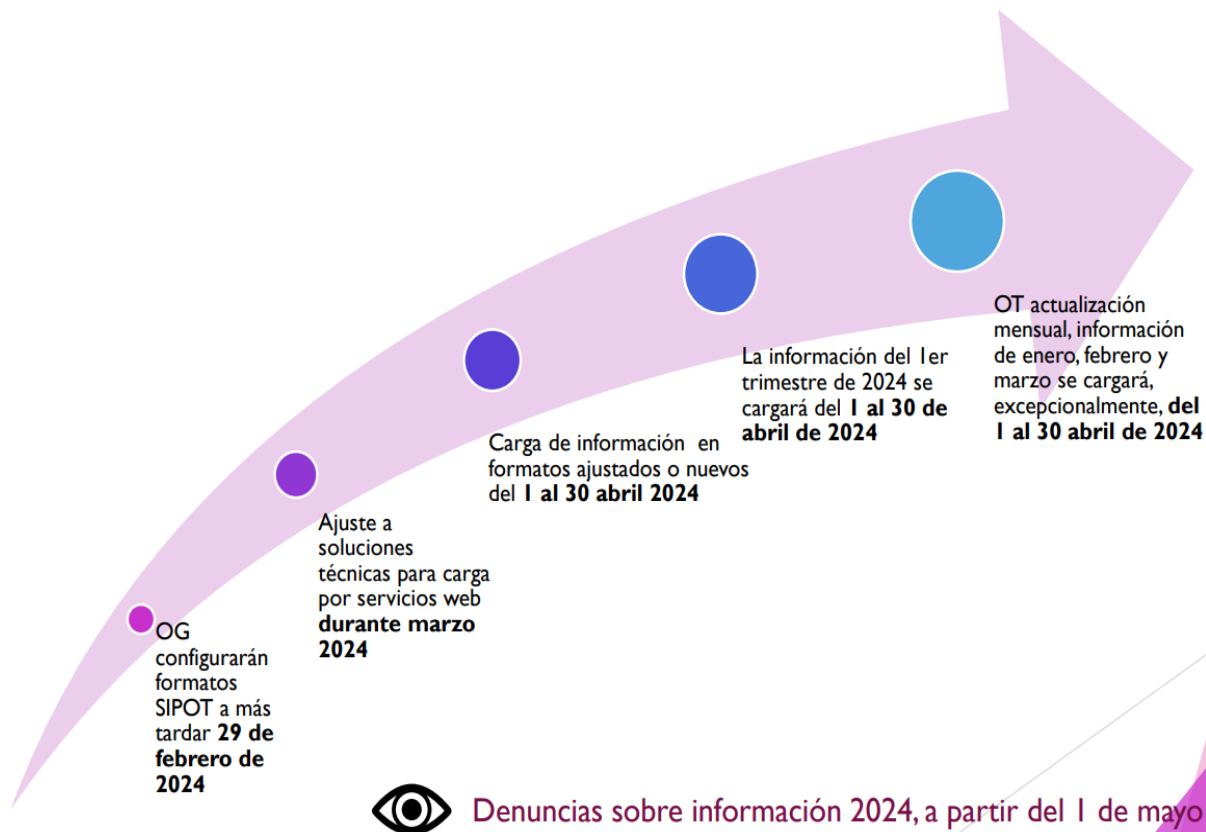 OG
configurarán
formatos
SIPOT a más
tardar 29 de
febrero de
2024
Ajuste a
soluciones
técnicas para carga
por servicios web
durante marzo
2024
Carga de información en
formatos ajustados o nuevos
del 1 al 30 abril 2024
La información del 1er
trimestre de 2024 se
cargará del 1 al 30 de
abril de 2024
OT actualización
mensual, información
de enero, febrero y
marzo se cargará,
excepcionalmente, del
1 al 30 abril de 2024
Denuncias sobre información 2024, a partir del 1 de mayo